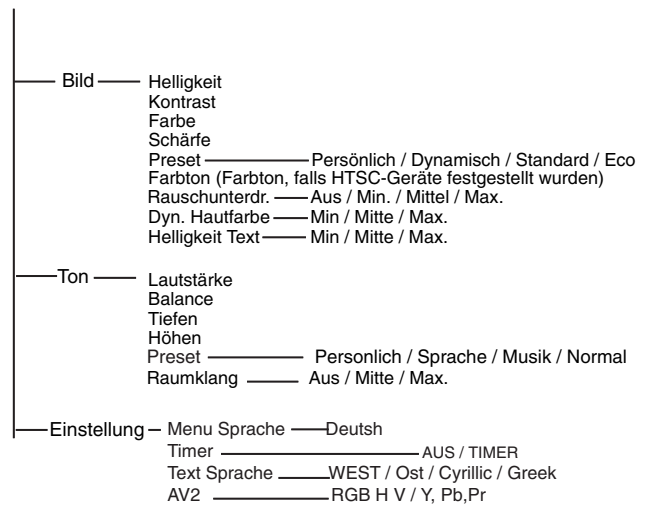 Bild Helligkeit
Kontrast
Farbe
Schärfe
Preset Persönlich / Dynamisch / Standard / Eco
Farbton (Farbton, falls HTSC-Geräte festgestellt wurden)
Rauschunterdr. Aus / Min. / Mittel / Max.
Dyn. Hautfarbe Min / Mitte / Max.
Helligkeit Text Min / Mitte / Max.
Ton Lautstärke
Balance
Tiefen
Höhen
Preset Personlich / Sprache / Musik / Normal
Raumklang Aus / Mitte / Max.
Einstellung Menu Sprache Deutsh
Timer AUS / TIMER
Text Sprache WEST / Ost / Cyrillic / Greek
AV2 RGB H V / Y, Pb,Pr